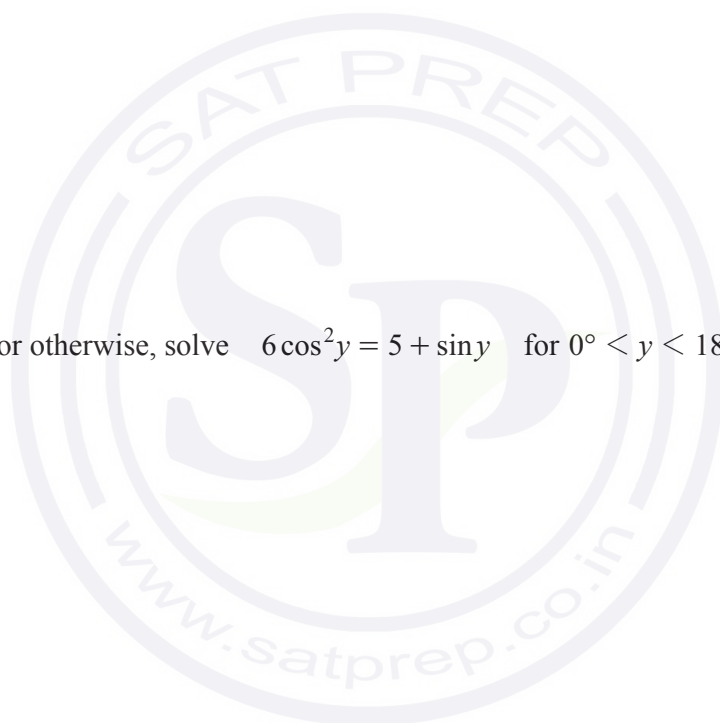 SAT PREP
SP
or otherwise, solve 6 cos²y = 5 + sin y for 0° < y < 18
www.satprep.co.in